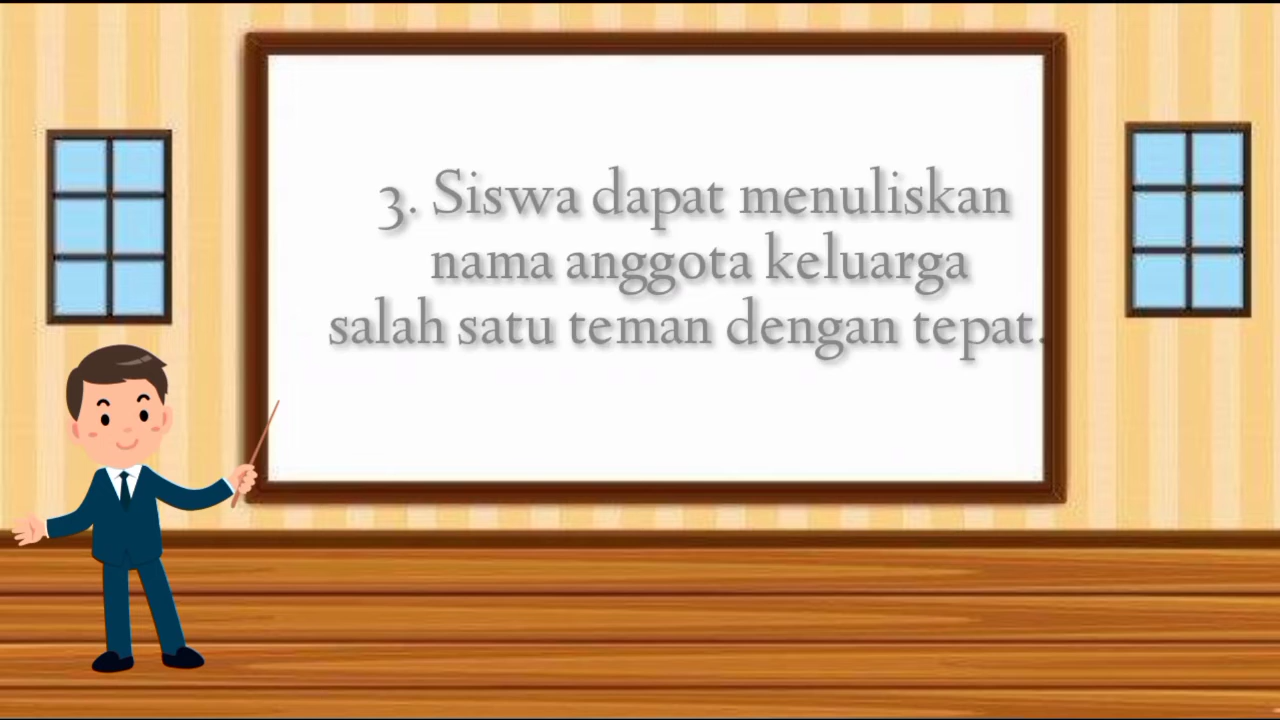 3. Siswa dapat menuliskan
nama anggota keluarga
salah satu teman dengan tepat.